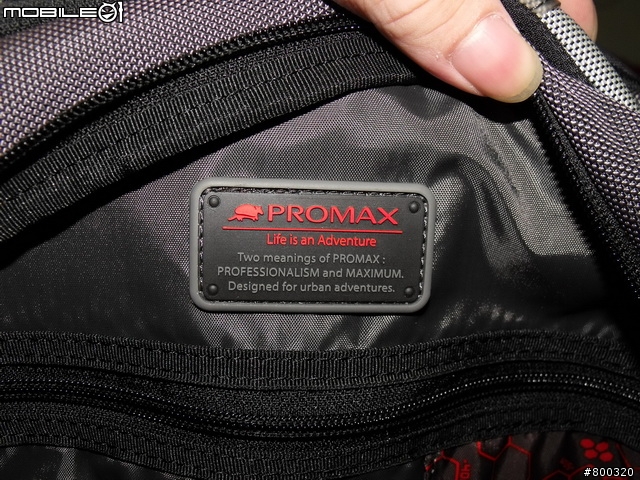 MOBILE01
PROMAX
Life is an Adventure
Two meanings of PROMAX :
PROFESSIONALISM and MAXIMUM.
Designed for urban adventures.
#800320